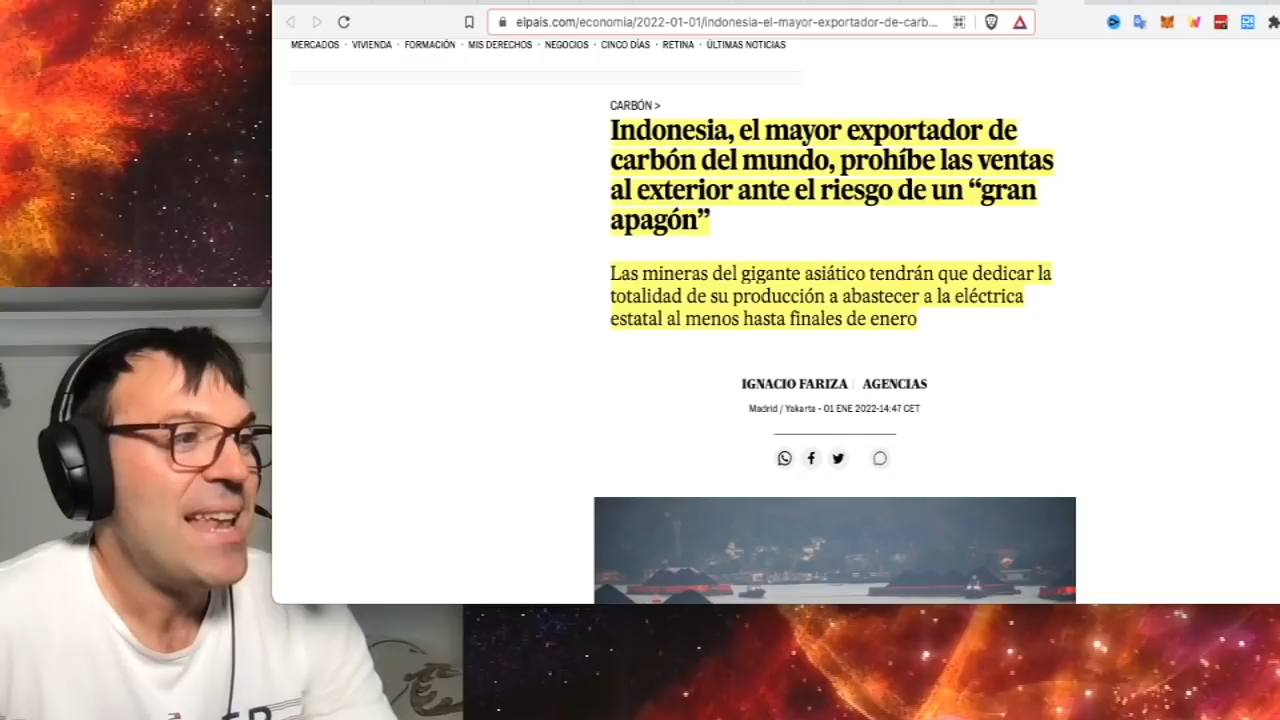 elpais.com/economia/2022-01-01/indonesia-el-mayor-exportador-de-carb...
MERCADOS · VIVIENDA · FORMACIÓN · MIS DERECHOS · NEGOCIOS · CINCO DÍAS · RETINA · ÚLTIMAS NOTICIAS
CARBÓN >
Indonesia, el mayor exportador de
carbón del mundo, prohíbe las ventas
al exterior ante el riesgo de un “gran
apagón”
Las mineras del gigante asiático tendrán que dedicar la
totalidad de su producción a abastecer a la eléctrica
estatal al menos hasta finales de enero
IGNACIO FARIZA | AGENCIAS
Madrid / Yakarta - 01 ENE 2022-14:47 CET